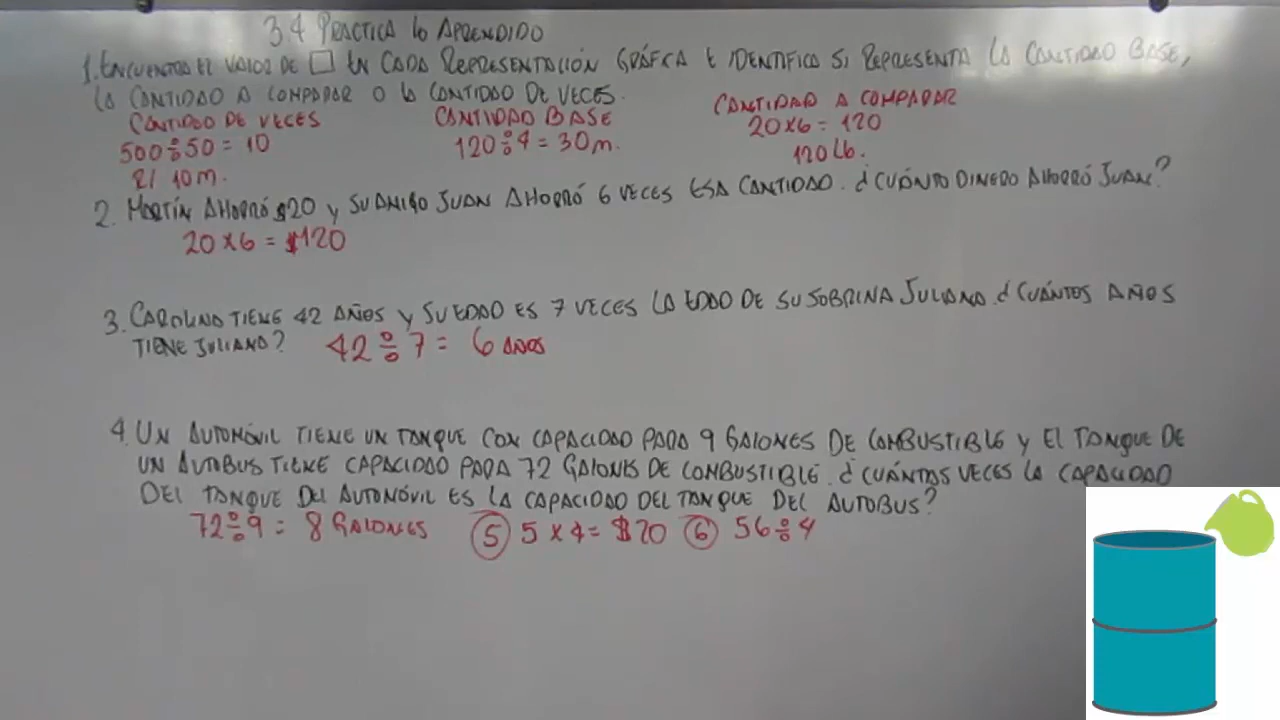 3.4 PRACTICA LO APRENDIDO
1. ENCUENTRA EL VALOR DE □ EN CADA REPRESENTACIÓN GRÁFICA E IDENTIFICA SI REPRESENTA LA CANTIDAD BASE,
LA CANTIDAD A COMPARAR O LA CANTIDAD DE VECES.
CANTIDAD DE VECES
500 ÷ 50 = 10
R/ 10 m.
CANTIDAD BASE
120 ÷ 4 = 30 m.
CANTIDAD A COMPARAR
20 x 6 = 120
120 Lb.
2. MARTÍN AHORRÓ $20 y SU AMIGO JUAN AHORRÓ 6 VECES ESA CANTIDAD. ¿CUÁNTO DINERO AHORRÓ JUAN?
20 x 6 = $120
3. CAROLINA TIENE 42 AÑOS y SU EDAD ES 7 VECES LA EDAD DE SU SOBRINA JULIANA. ¿CUÁNTOS AÑOS
TIENE JULIANA?
42 ÷ 7 = 6 AÑOS
4. UN AUTOMÓVIL TIENE UN TANQUE CON CAPACIDAD PARA 9 GALONES DE COMBUSTIBLE y EL TANQUE DE
UN AUTOBUS TIENE CAPACIDAD PARA 72 GALONES DE COMBUSTIBLE. ¿CUÁNTAS VECES LA CAPACIDAD
DEL TANQUE DEL AUTOMÓVIL ES LA CAPACIDAD DEL TANQUE DEL AUTOBUS?
72 ÷ 9 = 8 GALONES 5 5 x 4 = $20 6 56 ÷ 4